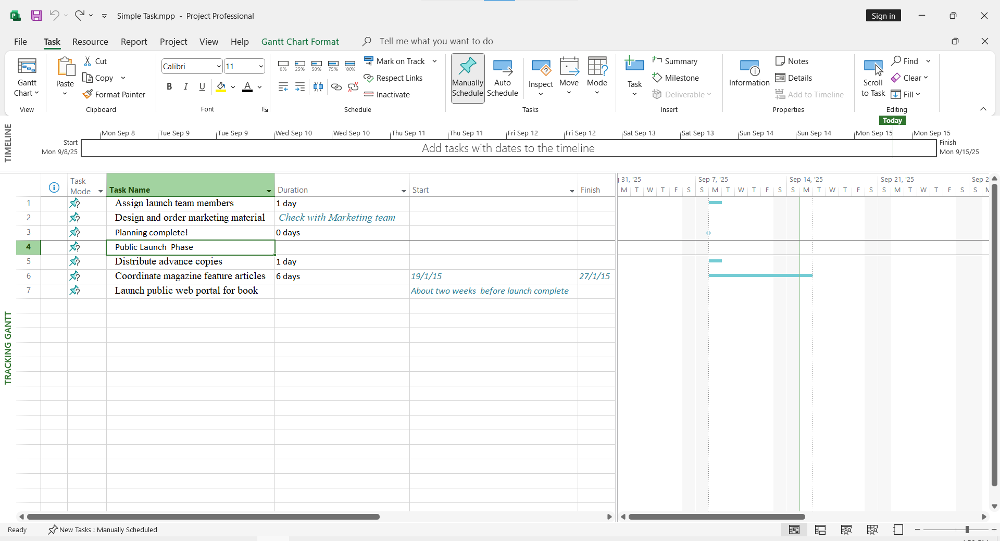 Simple Task.mpp - Project Professional
Sign in
File Task Resource Report Project View Help Gantt Chart Format Tell me what you want to do
Gantt Chart
View
Paste
Cut
Copy
Format Painter
Clipboard
Calibri 11
B I U A
Font
0% 25% 50% 75% 100%
Mark on Track
Respect Links
Inactivate
Schedule
Manually Schedule
Auto Schedule
Inspect
Move
Mode
Tasks
Task
Summary
Milestone
Deliverable
Insert
Information
Notes
Details
Add to Timeline
Properties
Scroll to Task
Find
Clear
Fill
Editing
TIMELINE
Today
Mon Sep 8 Tue Sep 9 Tue Sep 9 Wed Sep 10 Wed Sep 10 Thu Sep 11 Thu Sep 11 Fri Sep 12 Fri Sep 12 Sat Sep 13 Sat Sep 13 Sun Sep 14 Sun Sep 14 Mon Sep 15 Mon Sep 15
Start
Mon 9/8/25
Add tasks with dates to the timeline
Finish
Mon 9/15/25
Task Mode Task Name Duration Start Finish
31, '25 Sep 7, '25 Sep 14, '25 Sep 21, '25 Sep 2
M T W T F S S M T W T F S S M T W T F S S M T W T F S S M
1 Assign launch team members 1 day
2 Design and order marketing material Check with Marketing team
3 Planning complete! 0 days
4 Public Launch Phase
5 Distribute advance copies 1 day
6 Coordinate magazine feature articles 6 days 19/1/15 27/1/15
7 Launch public web portal for book About two weeks before launch complete
TRACKING GANTT
Ready New Tasks : Manually Scheduled